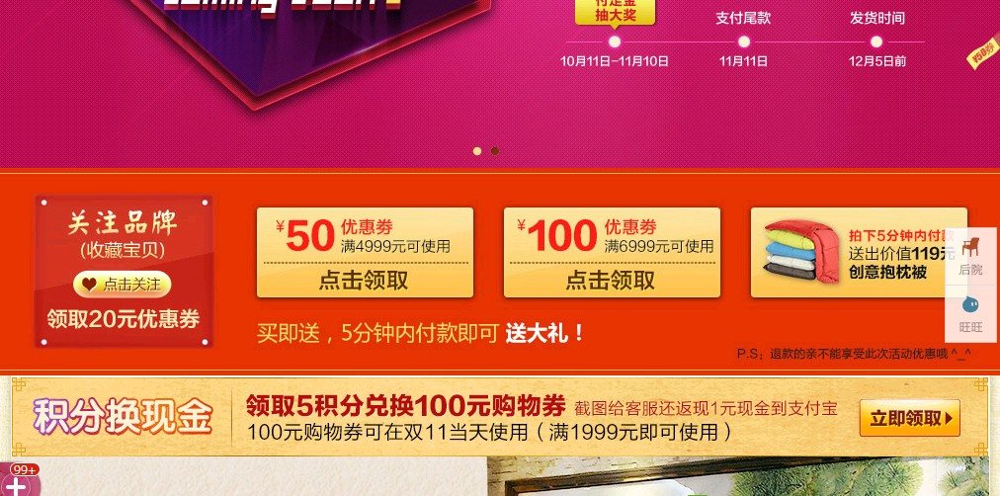 coming soon!
付定金
抽大奖
支付尾款
发货时间
10月11日-11月10日
11月11日
12月5日前
¥50券
关注品牌
(收藏宝贝)
点击关注
领取20元优惠券
¥50 优惠劵
满4999元可使用
点击领取
¥100 优惠劵
满6999元可使用
点击领取
拍下5分钟内付款
送出价值119元
创意抱枕被
后院
旺旺
买即送，5分钟内付款即可 送大礼！
P.S；退款的亲不能享受此次活动优惠哦 ^_^
积分换现金
领取5积分兑换100元购物券 截图给客服还返现1元现金到支付宝
100元购物券可在双11当天使用（满1999元即可使用）
立即领取
99+